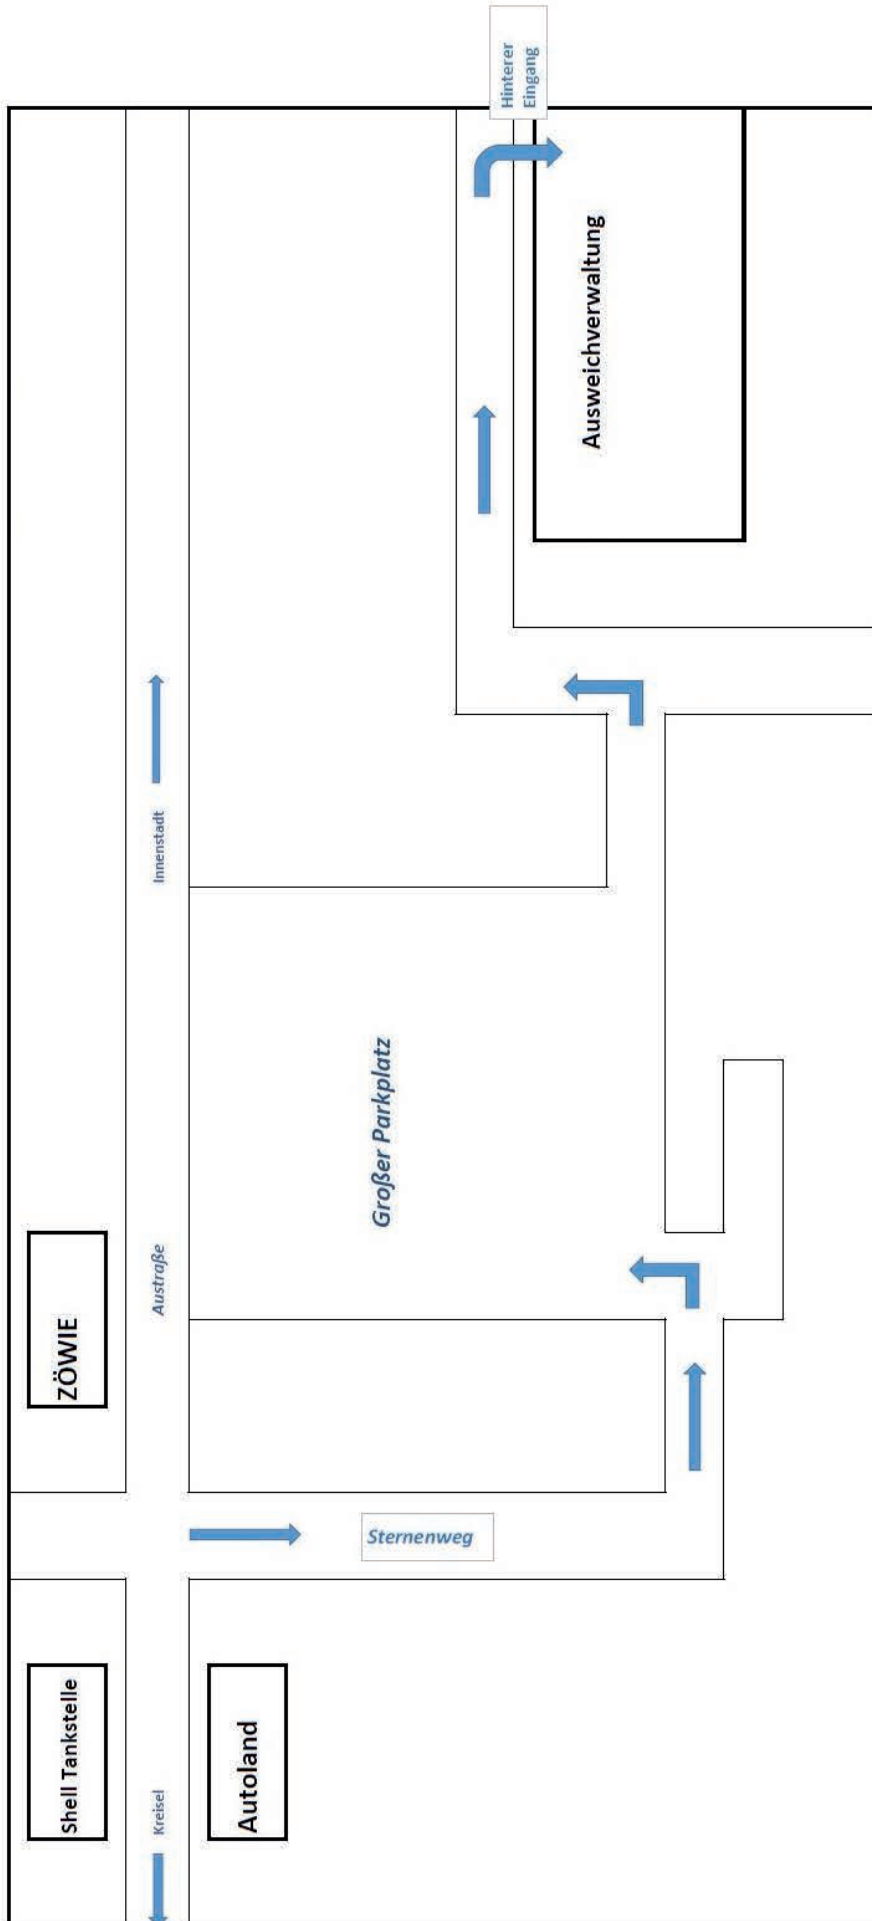 Shell Tankstelle
ZÖWIE
Kreisel
Austraße
Innenstadt
Autoland
Sternenweg
Großer Parkplatz
Hinterer
Eingang
Ausweichverwaltung